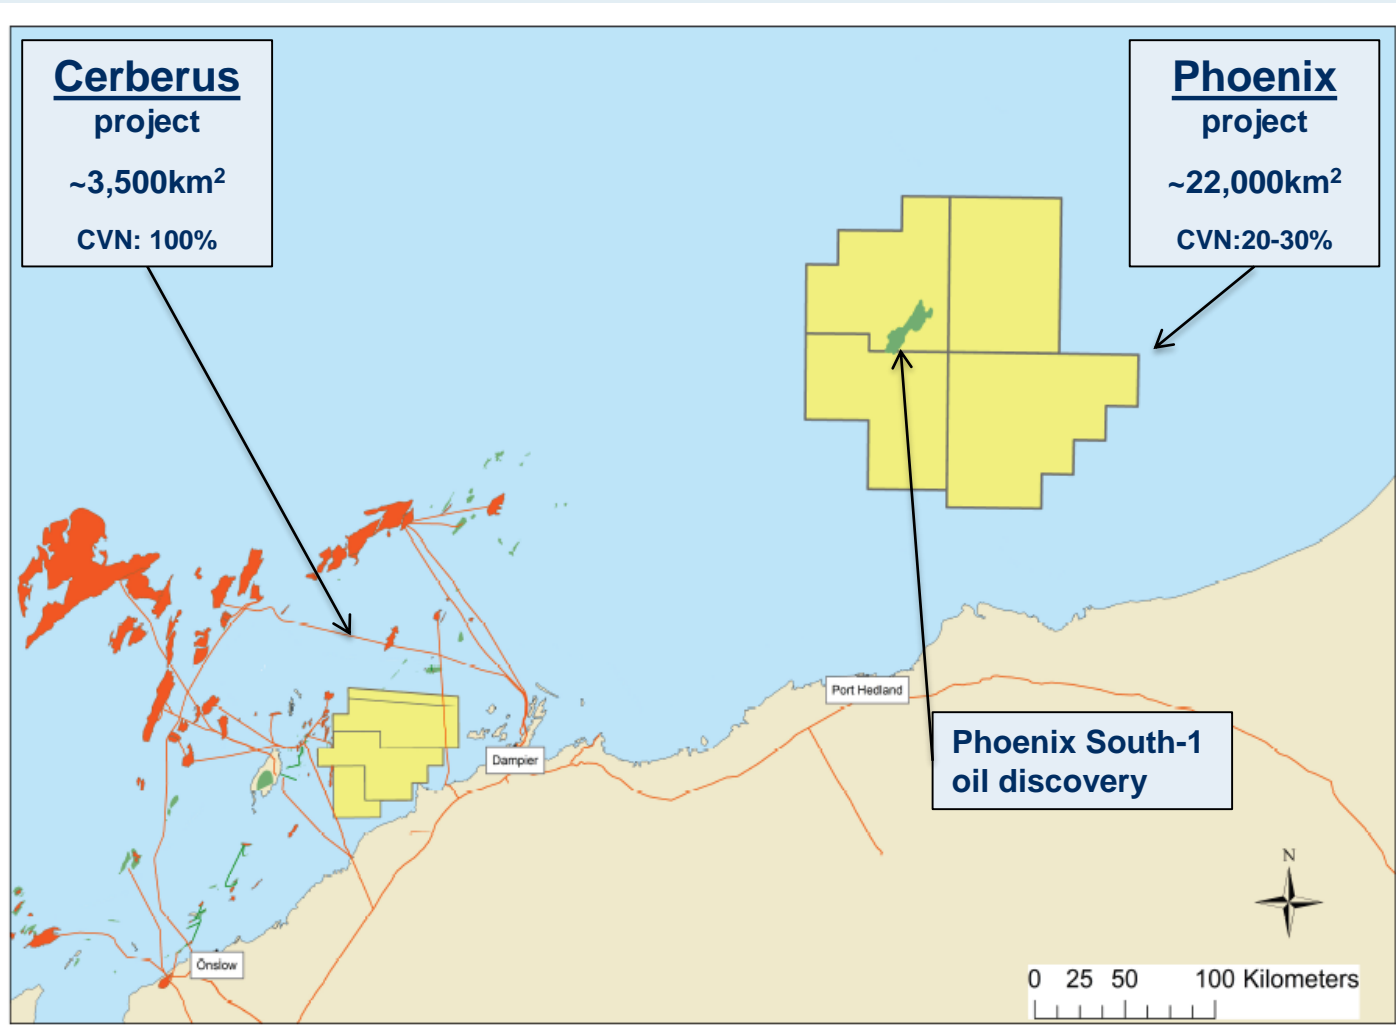 Cerberus
project
~3,500km²
CVN: 100%
Phoenix
project
~22,000km²
CVN:20-30%
Port Hedland
Phoenix South-1
oil discovery
Dampier
Önslow
N
0 25 50 100 Kilometers